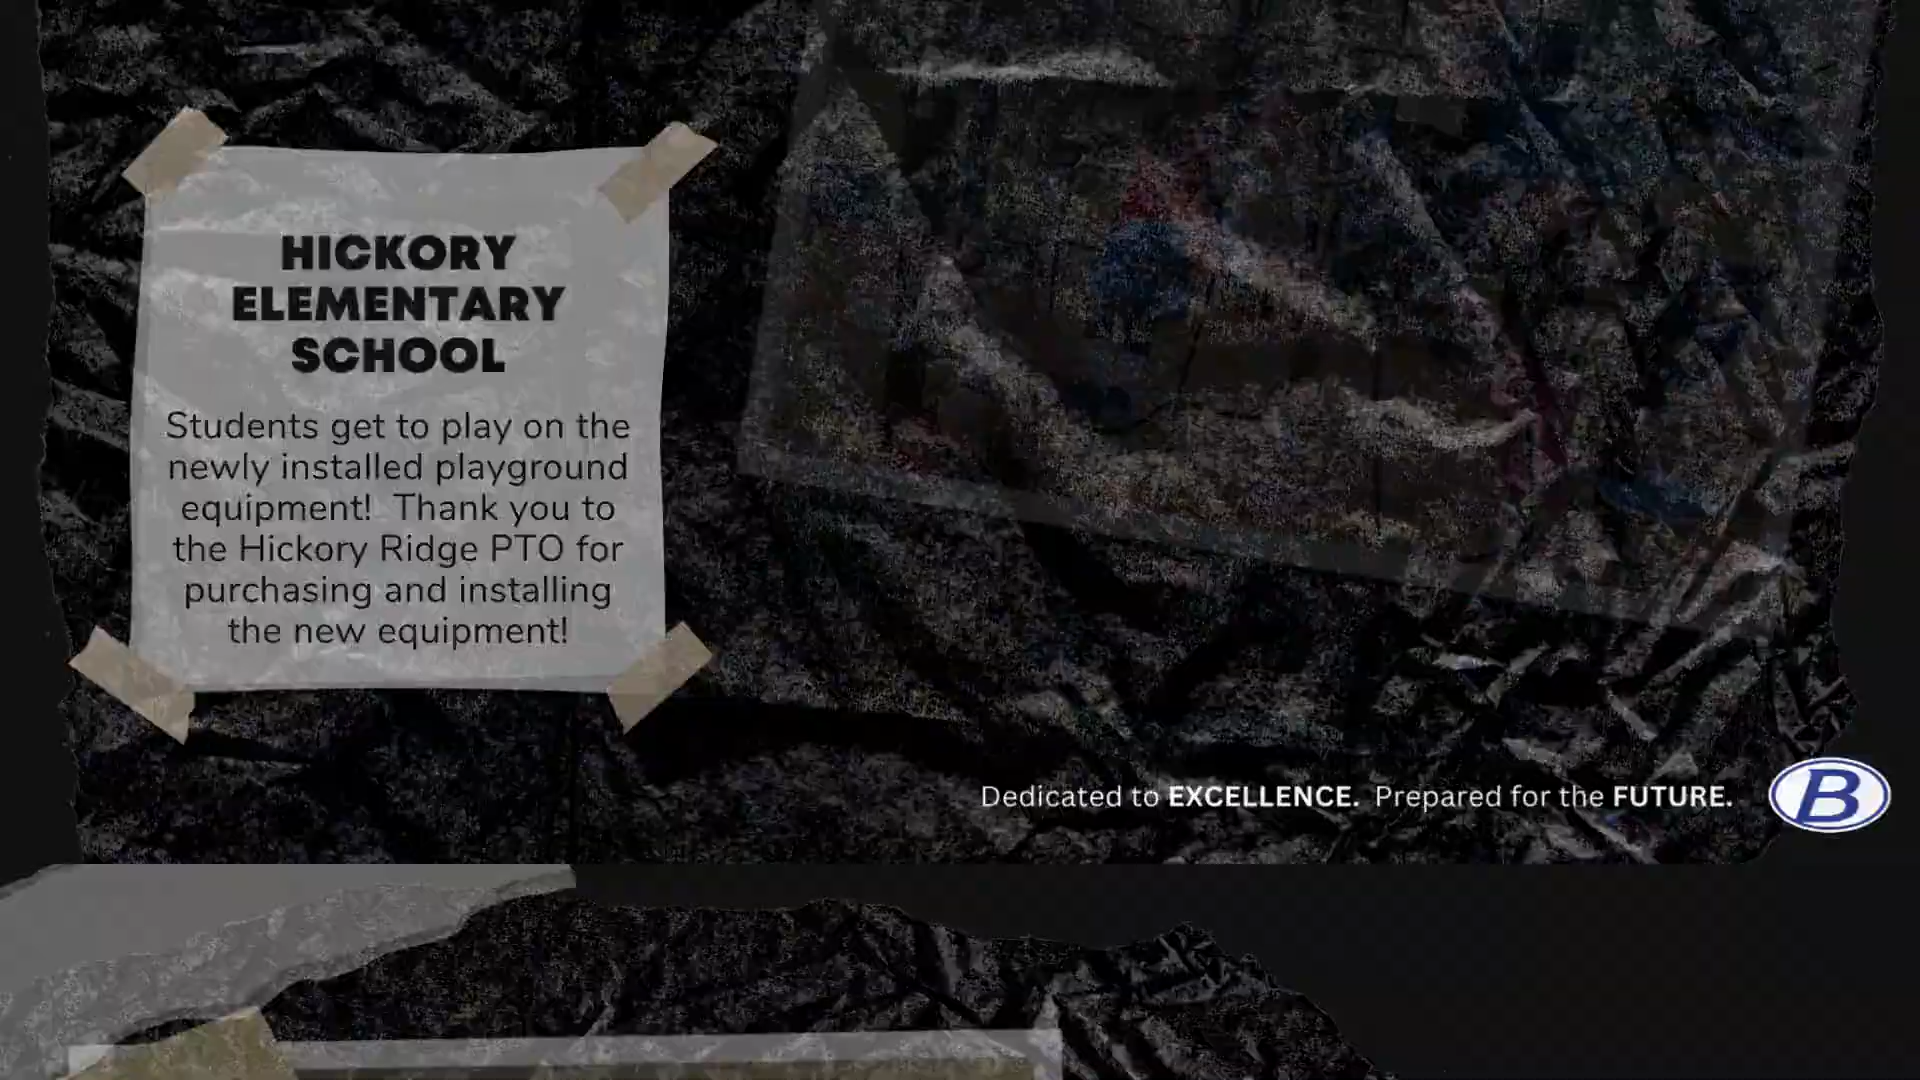 HICKORY
ELEMENTARY
SCHOOL
Students get to play on the
newly installed playground
equipment!  Thank you to
the Hickory Ridge PTO for
purchasing and installing
the new equipment!
Dedicated to EXCELLENCE.  Prepared for the FUTURE.
B